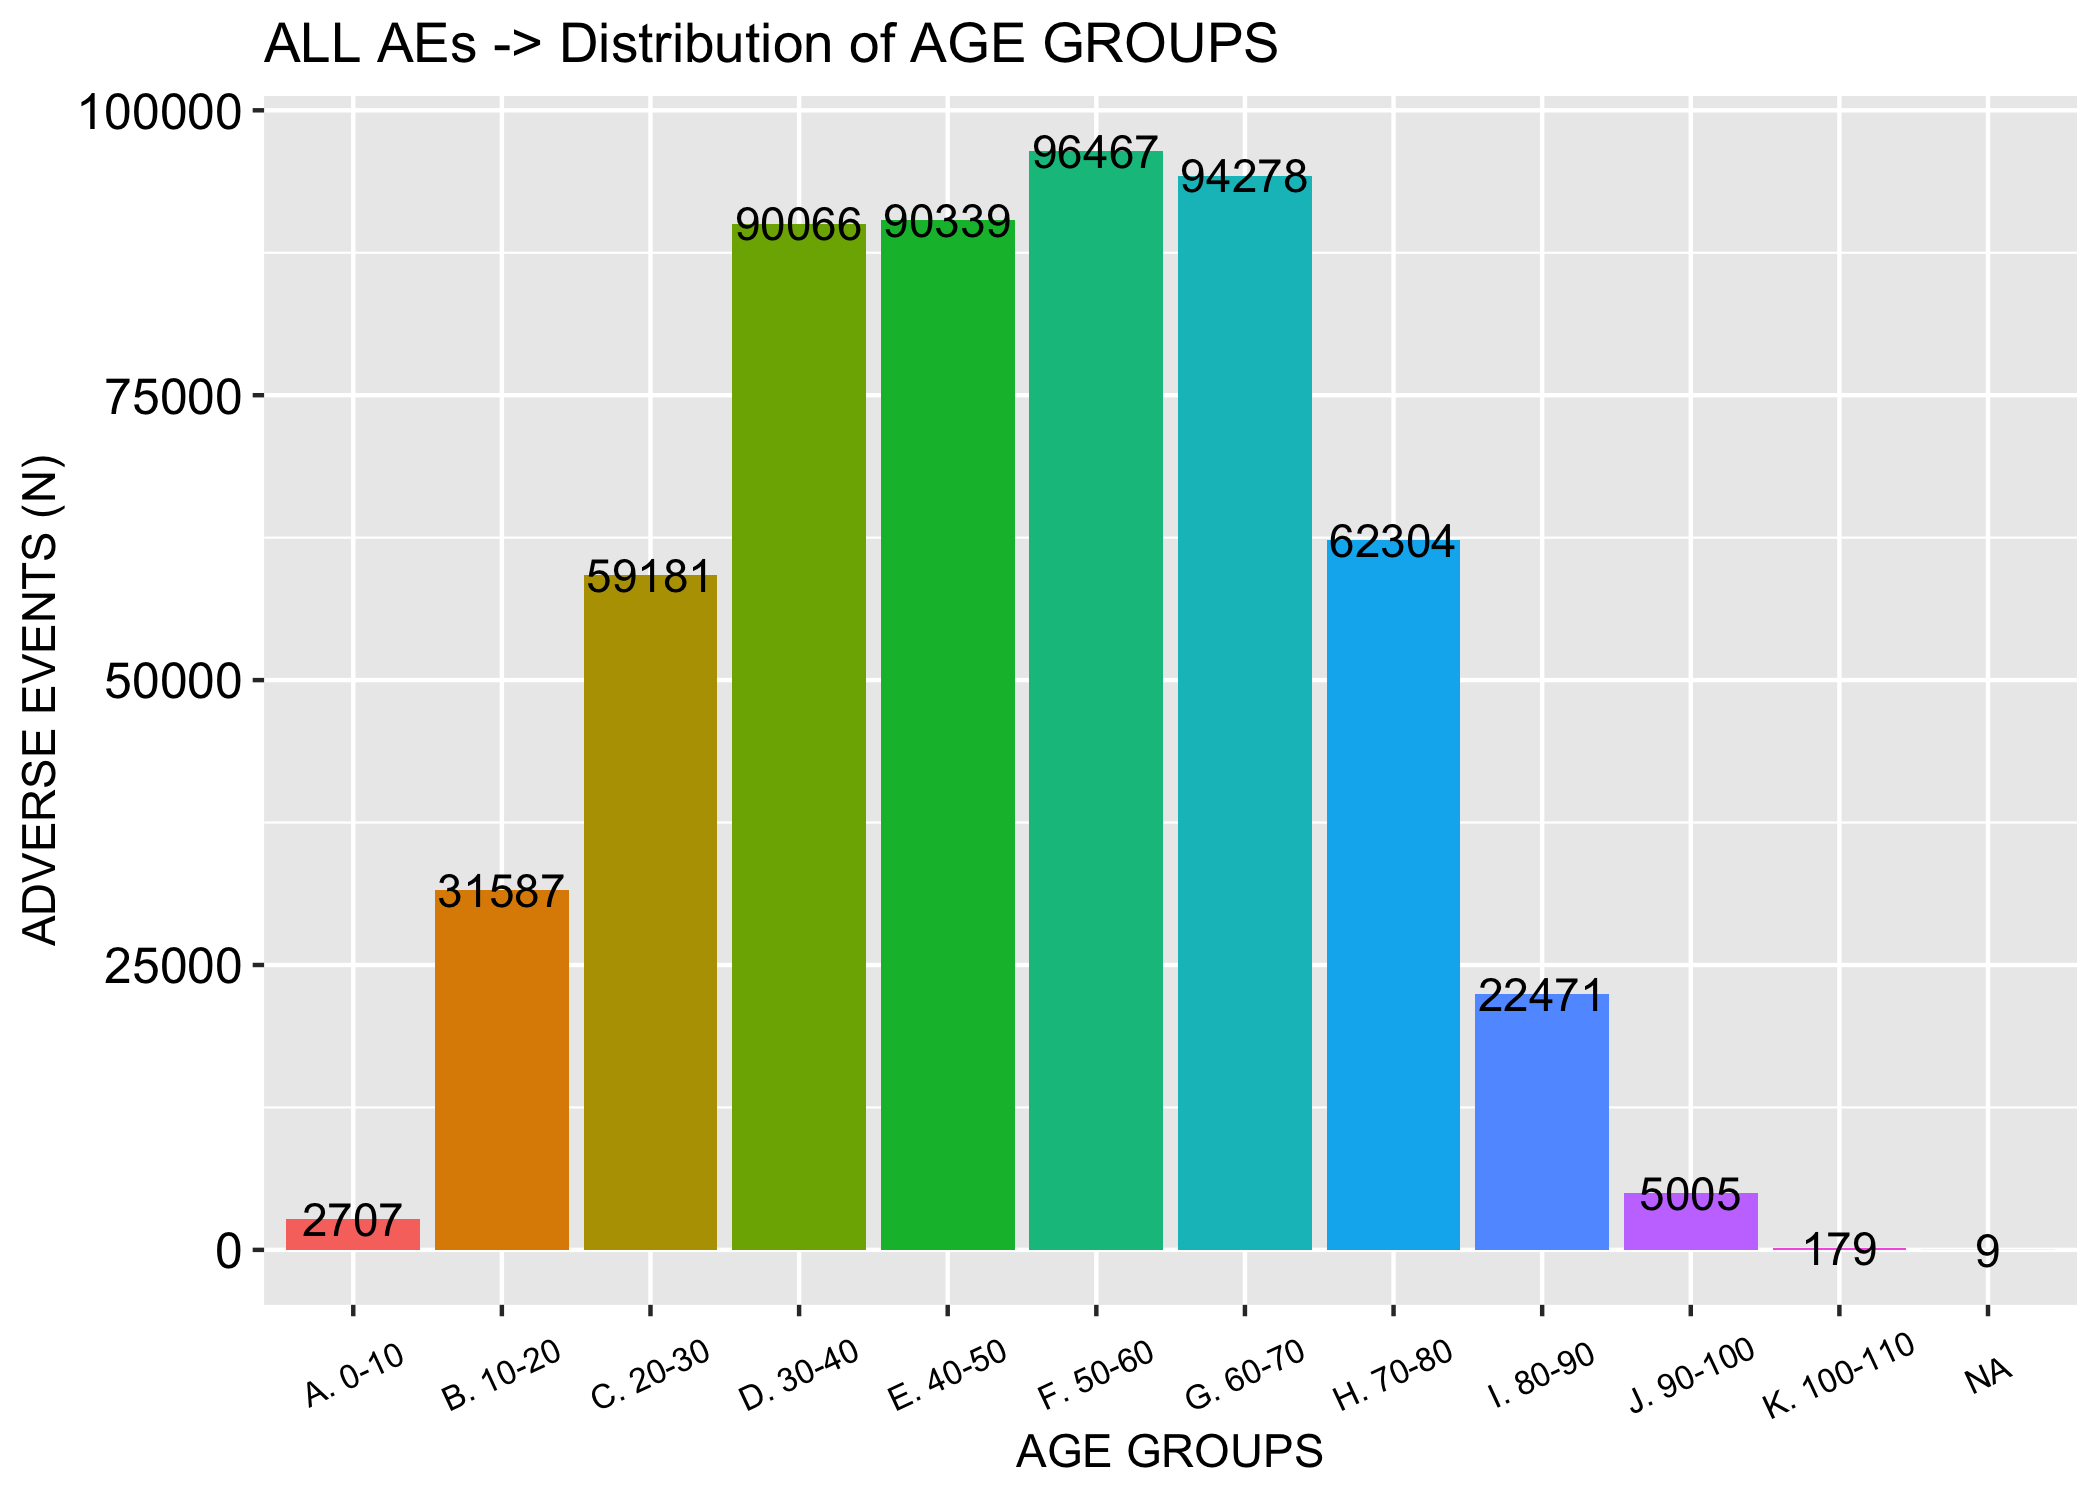 ALL AEs -> Distribution of AGE GROUPS
ADVERSE EVENTS (N)
100000
75000
50000
25000
0
2707
31587
59181
90066
90339
96467
94278
62304
22471
5005
179
9
A. 0-10
B. 10-20
C. 20-30
D. 30-40
E. 40-50
F. 50-60
G. 60-70
H. 70-80
I. 80-90
J. 90-100
K. 100-110
NA
AGE GROUPS